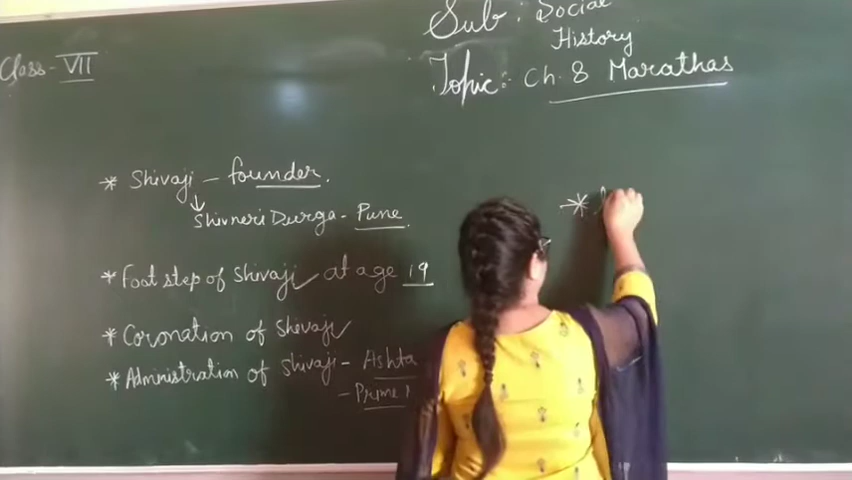 Sub: Social
History
Class - VII
Topic:- Ch. 8 Marathas
* Shivaji - founder.
Shivneri Durga - Pune.
* Foot step of Shivaji at age 19
* Coronation of Shivaji
* Administration of Shivaji - Ashta
- Prime
*